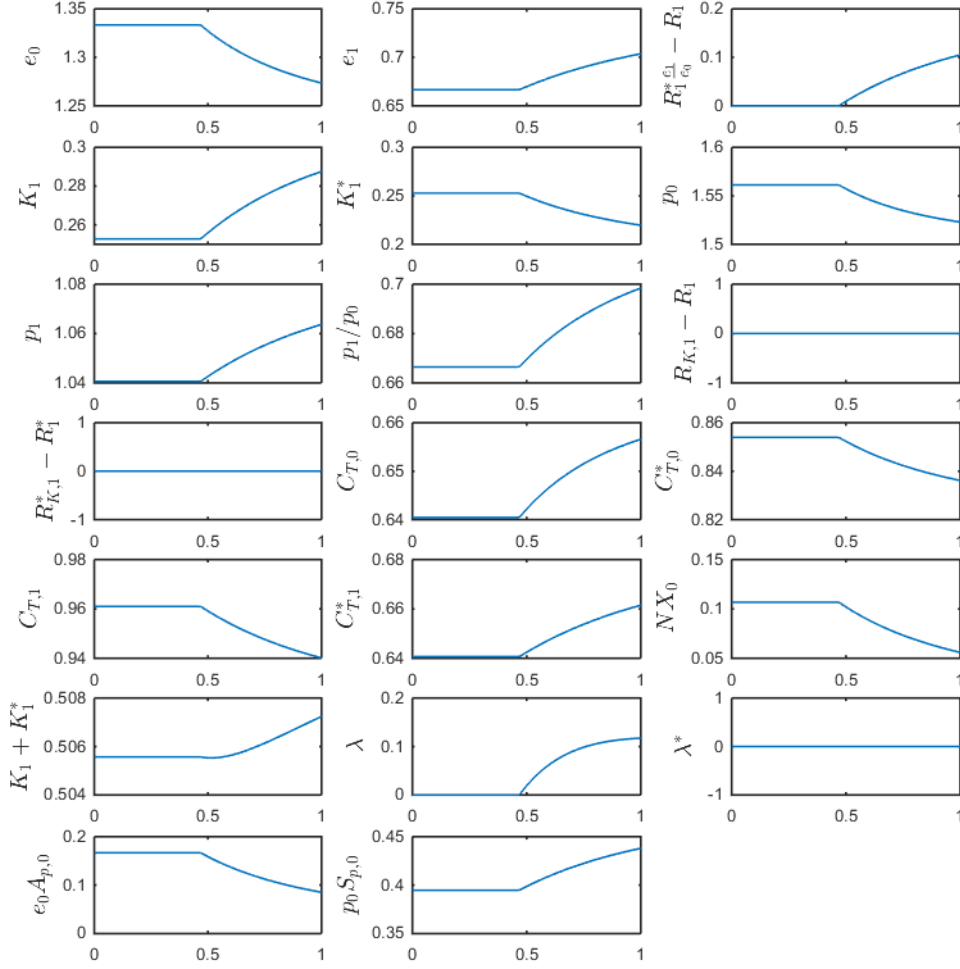 e_0
1.35
1.3
1.25
0 0.5 1
e_1
0.75
0.7
0.65
0 0.5 1
R_1^* \frac{e_1}{e_0} - R_1
0.2
0.1
0
0 0.5 1
K_1
0.3
0.28
0.26
0 0.5 1
K_1^*
0.3
0.25
0.2
0 0.5 1
p_0
1.6
1.55
1.5
0 0.5 1
p_1
1.08
1.06
1.04
0 0.5 1
p_1/p_0
0.7
0.68
0.66
0 0.5 1
R_{K,1} - R_1
1
0
-1
0 0.5 1
R_{K,1}^* - R_1^*
1
0
-1
0 0.5 1
C_{T,0}
0.66
0.65
0.64
0 0.5 1
C_{T,0}^*
0.86
0.84
0.82
0 0.5 1
C_{T,1}
0.98
0.96
0.94
0 0.5 1
C_{T,1}^*
0.68
0.66
0.64
0 0.5 1
NX_0
0.15
0.1
0.05
0 0.5 1
K_1 + K_1^*
0.508
0.506
0.504
0 0.5 1
λ
0.2
0.1
0
0 0.5 1
λ^*
1
0
-1
0 0.5 1
e_0 A_{p,0}
0.2
0.1
0
0 0.5 1
p_0 S_{p,0}
0.45
0.4
0.35
0 0.5 1